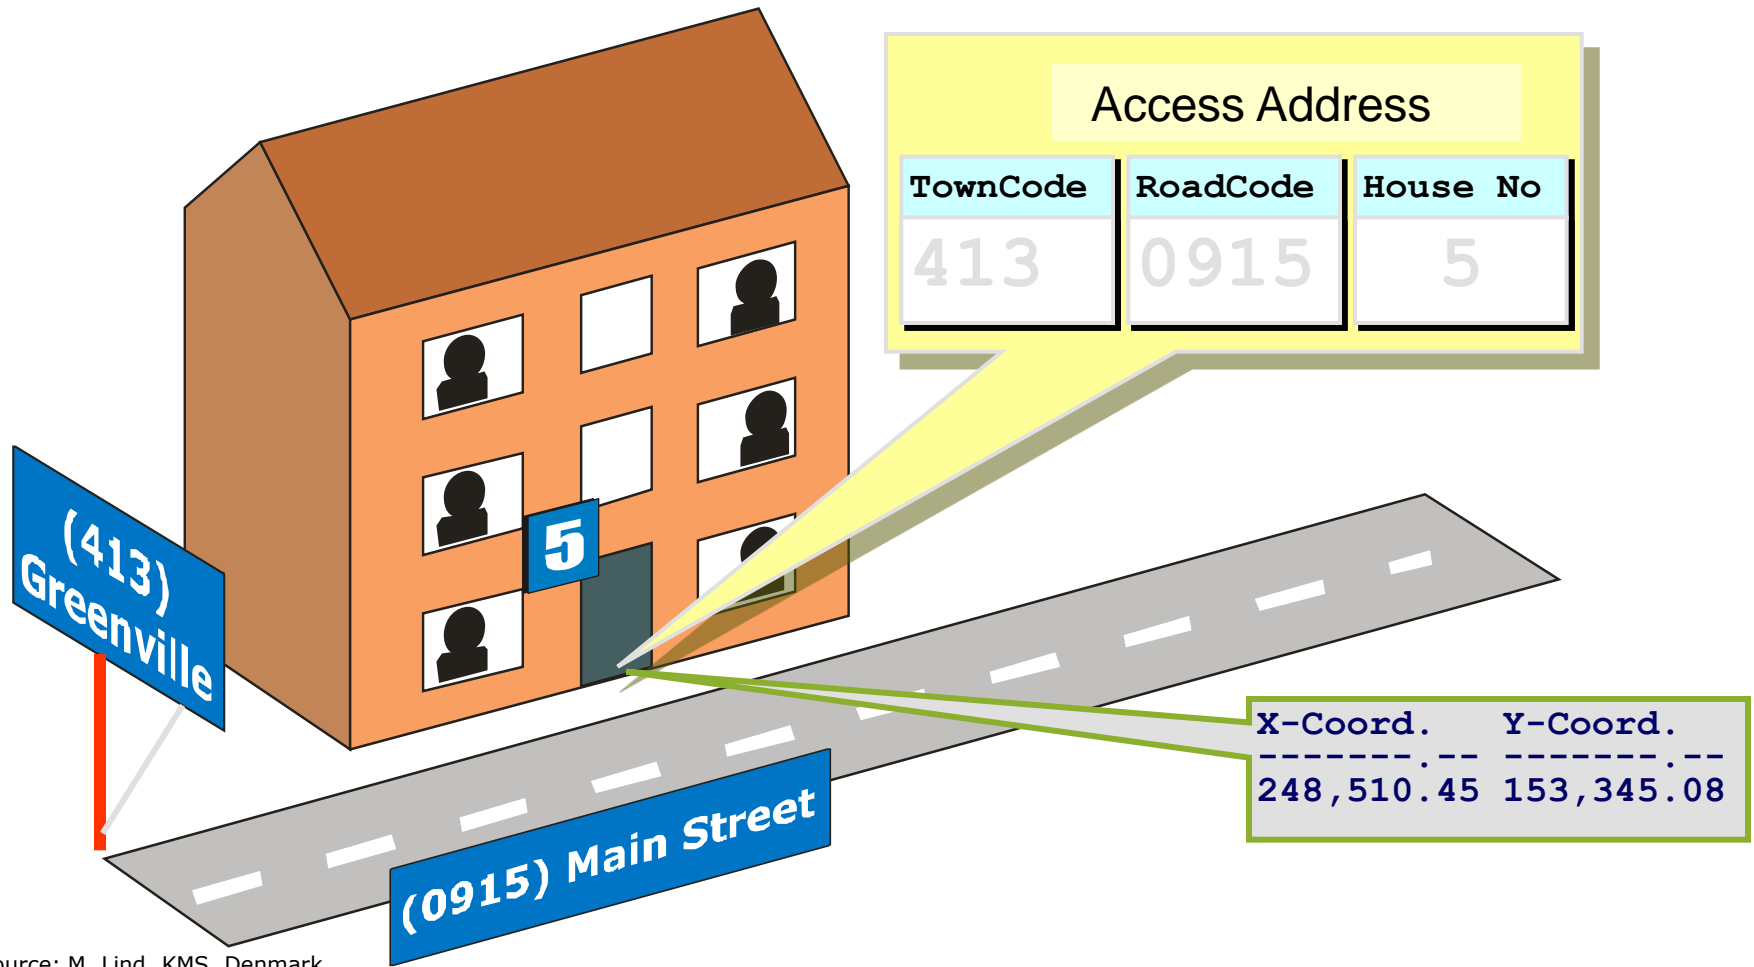 Access Address
TownCode RoadCode House No
413 0915 5
5
(413)
Greenville
X-Coord. Y-Coord.
-------.-- -------.--
248,510.45 153,345.08
(0915) Main Street
M. Lind, KMS, Denmark